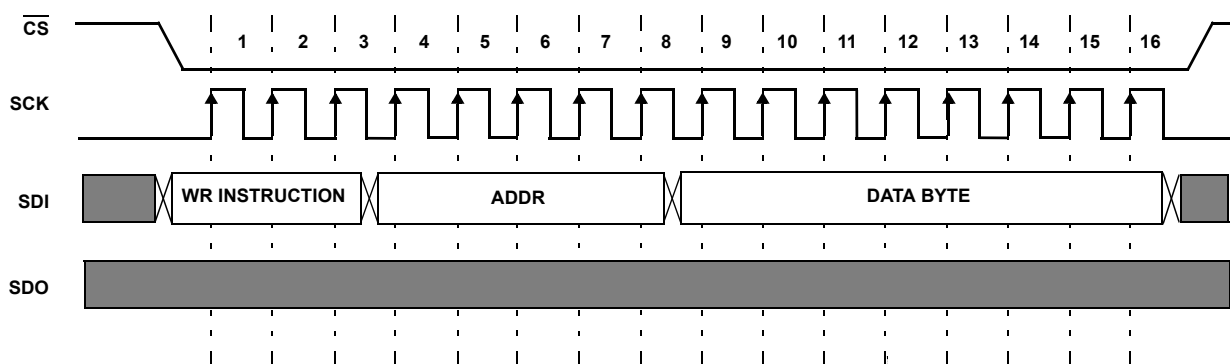 CS
1 2 3 4 5 6 7 8 9 10 11 12 13 14 15 16
SCK
SDI
WR INSTRUCTION ADDR DATA BYTE
SDO